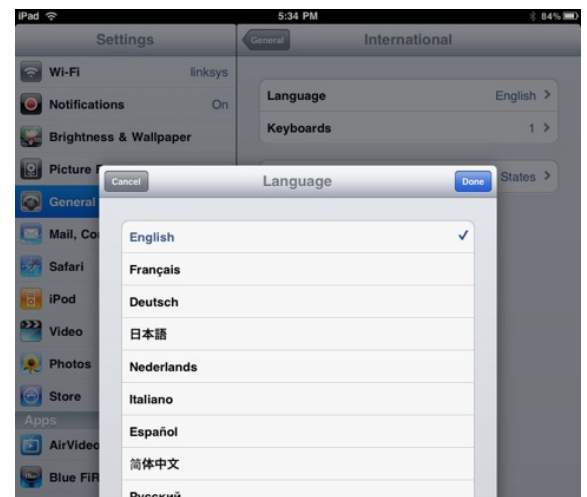 iPad 5:34 PM 84%
Settings
General International
Wi-Fi linksys
Notifications On
Brightness & Wallpaper
Picture
General
Mail, Co
Safari
iPod
Video
Photos
Store
Apps
AirVideo
Blue FiR
Language English
Keyboards 1
States
Cancel Language Done
English
Français
Deutsch
日本語
Nederlands
Italiano
Español
简体中文
Русский